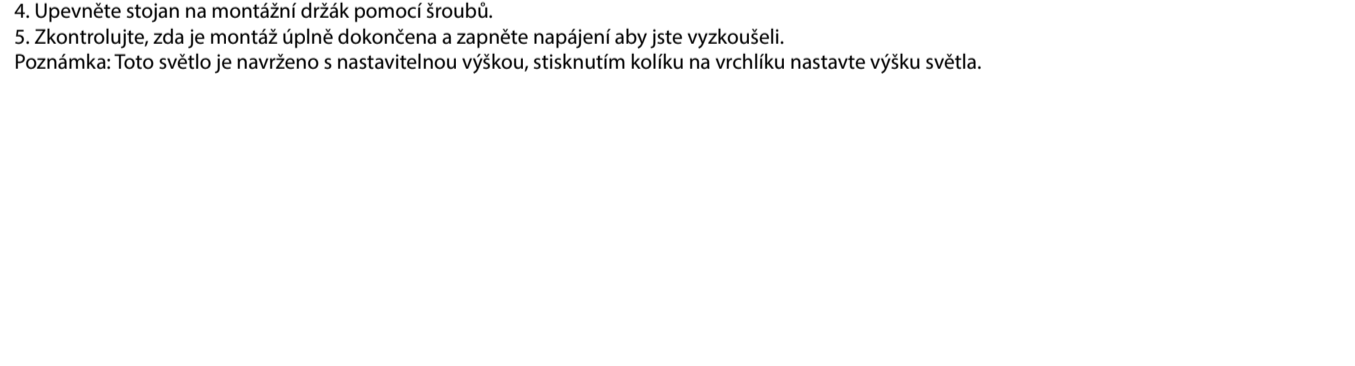 4. Upevněte stojan na montážní držák pomocí šroubů.
5. Zkontrolujte, zda je montáž úplně dokončena a zapněte napájení aby jste vyzkoušeli.
Poznámka: Toto světlo je navrženo s nastavitelnou výškou, stisknutím kolíku na vrchlíku nastavte výšku světla.